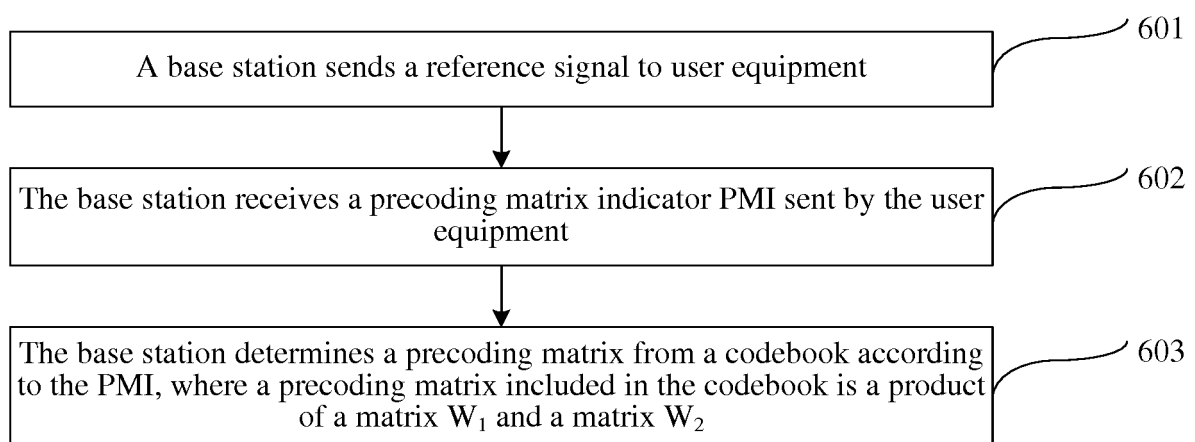 601
A base station sends a reference signal to user equipment
602
The base station receives a precoding matrix indicator PMI sent by the user
equipment
603
The base station determines a precoding matrix from a codebook according
to the PMI, where a precoding matrix included in the codebook is a product
of a matrix W₁ and a matrix W₂